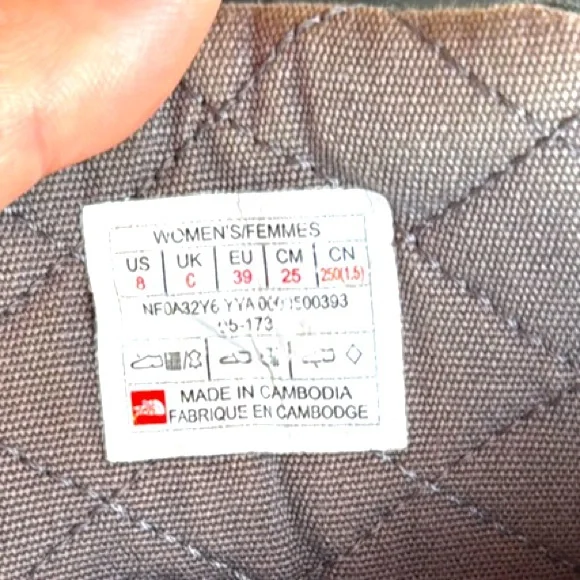 WOMEN'S/FEMMES
US UK EU CM CN
8 39 25 250(1.5)
NF0A32Y6
MADE IN CAMBODIA
FABRIQUE EN CAMBODGE